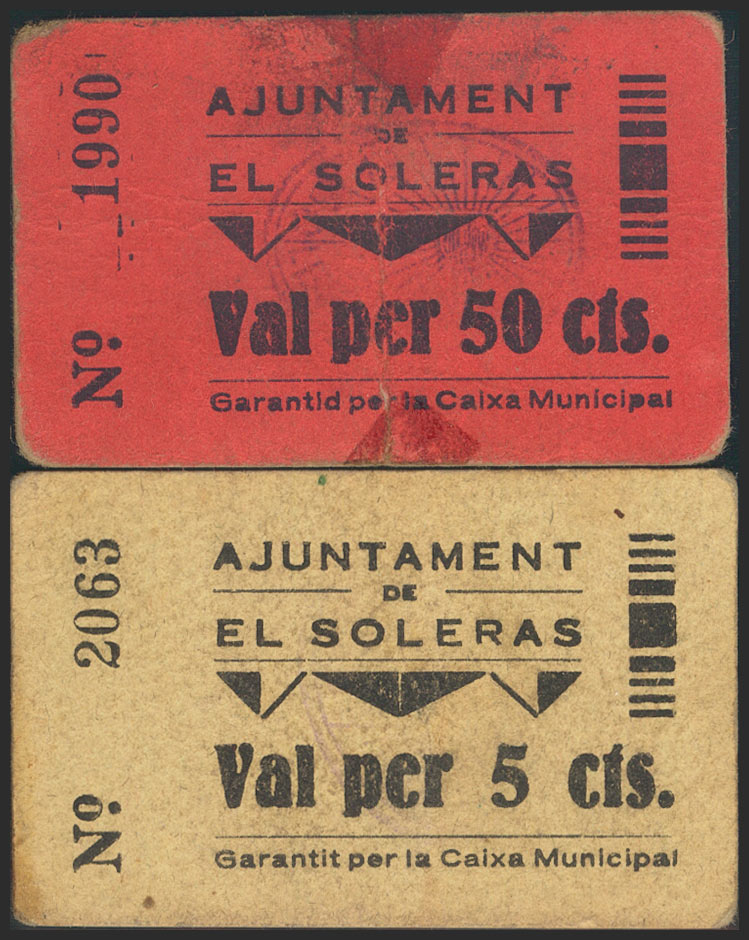 Nº 1990
AJUNTAMENT
DE
EL SOLERAS
Val per 50 cts.
Garantid per la Caixa Municipal
Nº 2063
AJUNTAMENT
DE
EL SOLERAS
Val per 5 cts.
Garantit per la Caixa Municipal